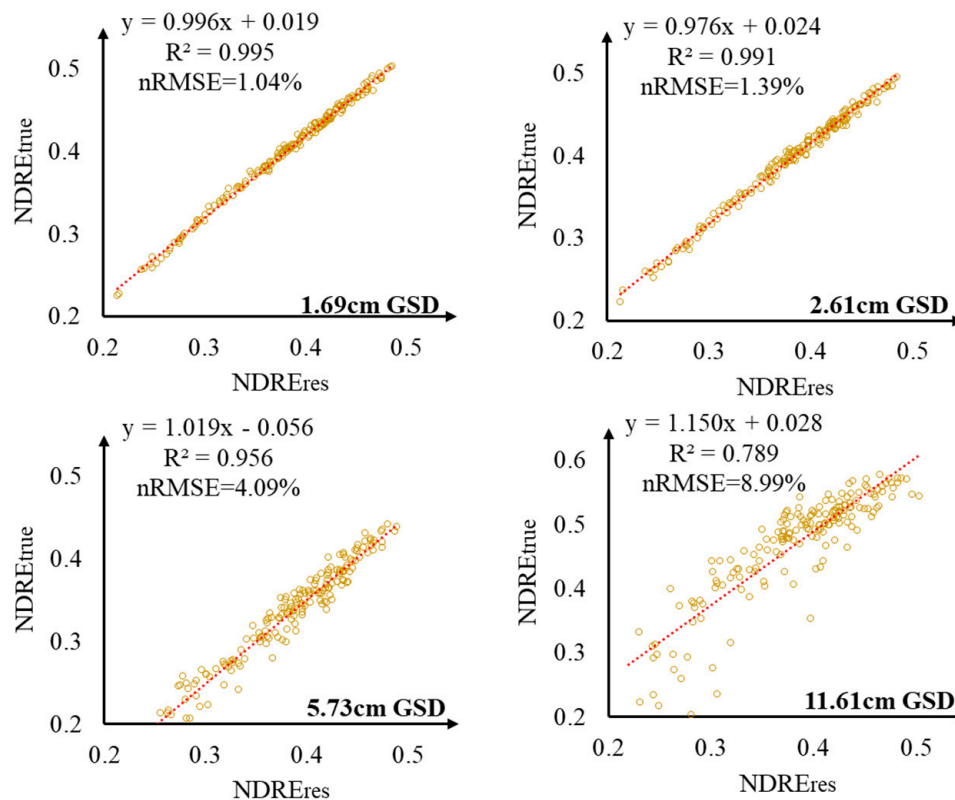 y = 0.996x + 0.019
R² = 0.995
nRMSE=1.04%
0.5
0.4
0.3
0.2
NDREtrue
1.69cm GSD
0.2 0.3 0.4 0.5
NDREres
y = 0.976x + 0.024
R² = 0.991
nRMSE=1.39%
0.5
0.4
0.3
0.2
NDREtrue
2.61cm GSD
0.2 0.3 0.4 0.5
NDREres
y = 1.019x - 0.056
R² = 0.956
nRMSE=4.09%
0.5
0.4
0.3
0.2
NDREtrue
5.73cm GSD
0.2 0.3 0.4 0.5
NDREres
y = 1.150x + 0.028
R² = 0.789
nRMSE=8.99%
0.6
0.5
0.4
0.3
0.2
NDREtrue
11.61cm GSD
0.2 0.3 0.4 0.5
NDREres